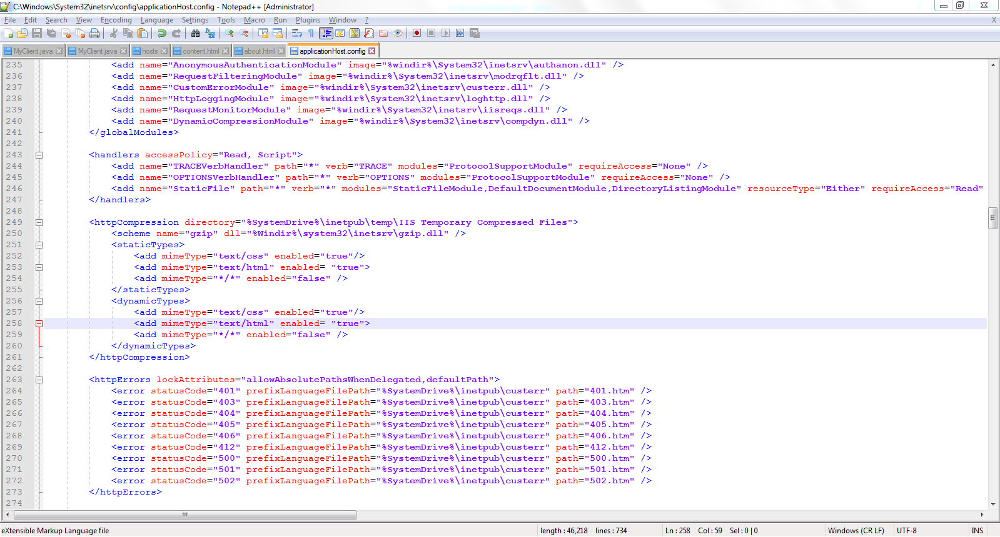 C:\Windows\System32\inetsrv\config\applicationHost.config - Notepad++ [Administrator]
File Edit Search View Encoding Language Settings Tools Macro Run Plugins Window ? X
MyClient.java MyClient.java hosts content.html about.html applicationHost.config
235 <add name="AnonymousAuthenticationModule" image="%windir%\System32\inetsrv\authanon.dll" />
236 <add name="RequestFilteringModule" image="%windir%\System32\inetsrv\modrqflt.dll" />
237 <add name="CustomErrorModule" image="%windir%\System32\inetsrv\custerr.dll" />
238 <add name="HttpLoggingModule" image="%windir%\System32\inetsrv\loghttp.dll" />
239 <add name="RequestMonitorModule" image="%windir%\System32\inetsrv\iisreqs.dll" />
240 <add name="DynamicCompressionModule" image="%windir%\System32\inetsrv\compdyn.dll" />
241 </globalModules>
242
243 <handlers accessPolicy="Read, Script">
244 <add name="TRACEVerbHandler" path="*" verb="TRACE" modules="ProtocolSupportModule" requireAccess="None" />
245 <add name="OPTIONSVerbHandler" path="*" verb="OPTIONS" modules="ProtocolSupportModule" requireAccess="None" />
246 <add name="StaticFile" path="*" verb="*" modules="StaticFileModule,DefaultDocumentModule,DirectoryListingModule" resourceType="Either" requireAccess="Read"
247 </handlers>
248
249 <httpCompression directory="%SystemDrive%\inetpub\temp\IIS Temporary Compressed Files">
250 <scheme name="gzip" dll="%Windir%\system32\inetsrv\gzip.dll" />
251 <staticTypes>
252 <add mimeType="text/css" enabled="true"/>
253 <add mimeType="text/html" enabled= "true">
254 <add mimeType="*/*" enabled="false" />
255 </staticTypes>
256 <dynamicTypes>
257 <add mimeType="text/css" enabled="true"/>
258 <add mimeType="text/html" enabled= "true">
259 <add mimeType="*/*" enabled="false" />
260 </dynamicTypes>
261 </httpCompression>
262
263 <httpErrors lockAttributes="allowAbsolutePathsWhenDelegated,defaultPath">
264 <error statusCode="401" prefixLanguageFilePath="%SystemDrive%\inetpub\custerr" path="401.htm" />
265 <error statusCode="403" prefixLanguageFilePath="%SystemDrive%\inetpub\custerr" path="403.htm" />
266 <error statusCode="404" prefixLanguageFilePath="%SystemDrive%\inetpub\custerr" path="404.htm" />
267 <error statusCode="405" prefixLanguageFilePath="%SystemDrive%\inetpub\custerr" path="405.htm" />
268 <error statusCode="406" prefixLanguageFilePath="%SystemDrive%\inetpub\custerr" path="406.htm" />
269 <error statusCode="412" prefixLanguageFilePath="%SystemDrive%\inetpub\custerr" path="412.htm" />
270 <error statusCode="500" prefixLanguageFilePath="%SystemDrive%\inetpub\custerr" path="500.htm" />
271 <error statusCode="501" prefixLanguageFilePath="%SystemDrive%\inetpub\custerr" path="501.htm" />
272 <error statusCode="502" prefixLanguageFilePath="%SystemDrive%\inetpub\custerr" path="502.htm" />
273 </httpErrors>
274
eXtensible Markup Language file length : 46,218 lines : 734 Ln : 258 Col : 59 Sel : 0 | 0 Windows (CR LF) UTF-8 INS